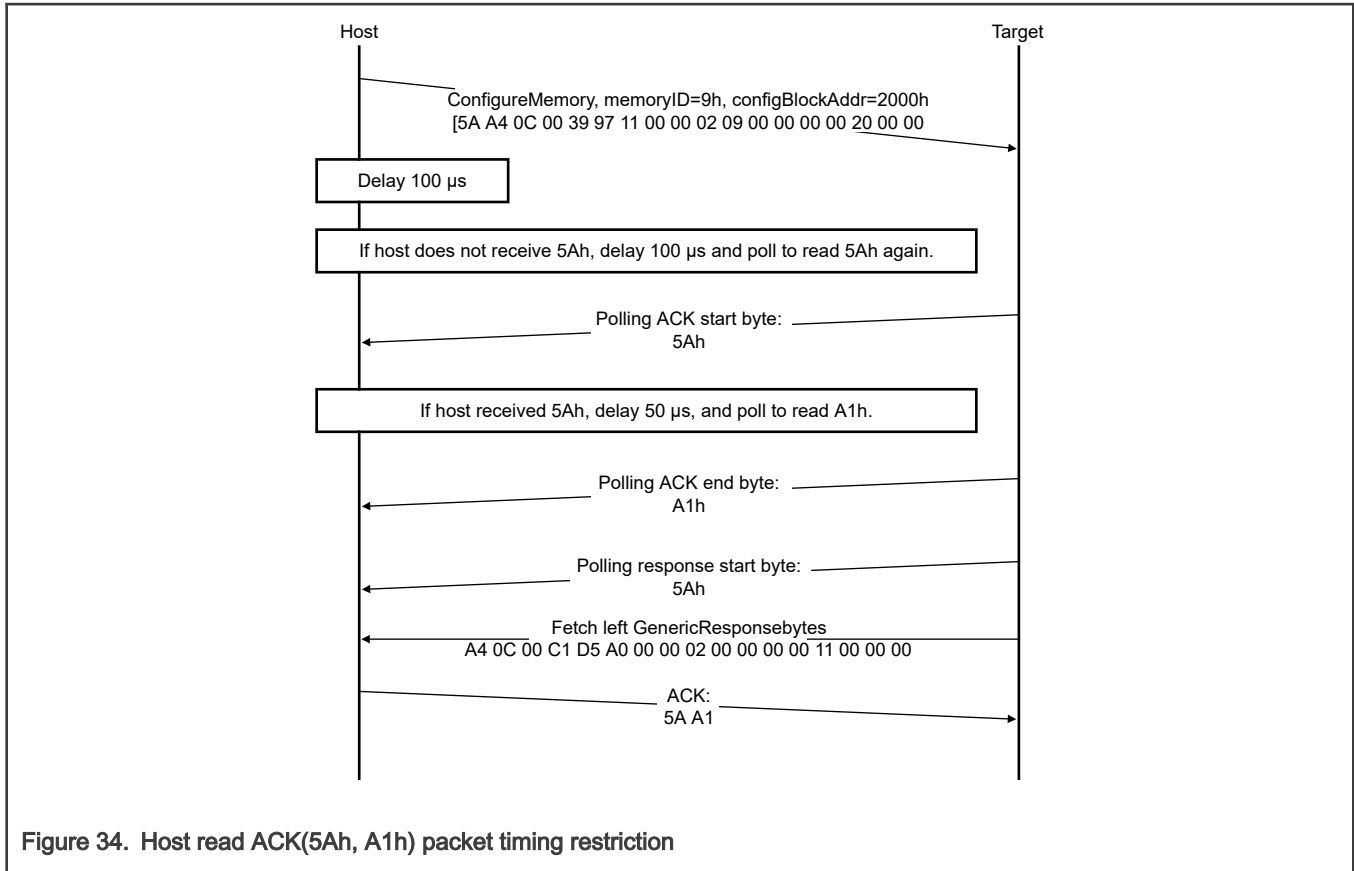 Host
Target
ConfigureMemory, memoryID=9h, configBlockAddr=2000h
[5A A4 0C 00 39 97 11 00 00 02 09 00 00 00 00 20 00 00
Delay 100 µs
If host does not receive 5Ah, delay 100 µs and poll to read 5Ah again.
Polling ACK start byte:
5Ah
If host received 5Ah, delay 50 µs, and poll to read A1h.
Polling ACK end byte:
A1h
Polling response start byte:
5Ah
Fetch left GenericResponsebytes
A4 0C 00 C1 D5 A0 00 00 02 00 00 00 00 11 00 00 00
ACK:
5A A1
Figure 34. Host read ACK(5Ah, A1h) packet timing restriction